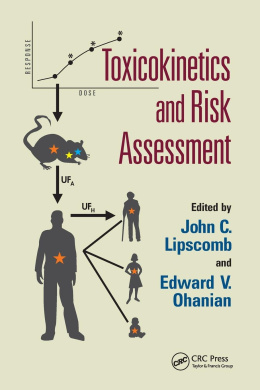 RESPONSE
DOSE
Toxicokinetics
and Risk
Assessment
UFA
UFH
Edited by
John C.
Lipscomb
and
Edward V.
Ohanian
CRC
CRC Press
Taylor & Francis Group